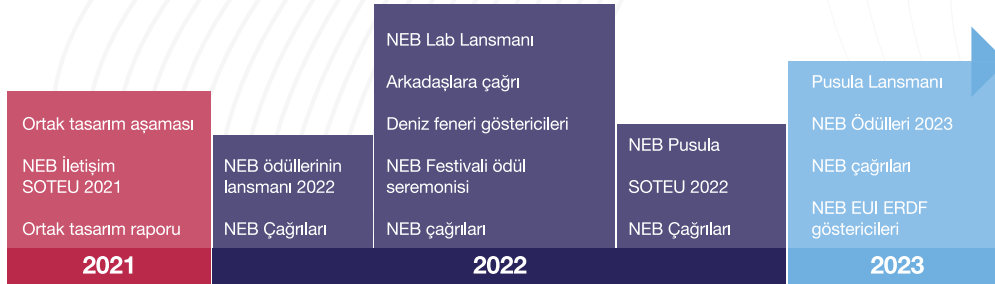 Ortak tasarım aşaması
NEB İletişim
SOTEU 2021
Ortak tasarım raporu
2021
NEB ödüllerinin
lansmanı 2022
NEB Çağrıları
NEB Lab Lansmanı
Arkadaşlara çağrı
Deniz feneri göstericileri
NEB Festivali ödül
seremonisi
NEB çağrıları
NEB Pusula
SOTEU 2022
NEB Çağrıları
2022
Pusula Lansmanı
NEB Ödülleri 2023
NEB çağrıları
NEB EUI ERDF
göstericileri
2023